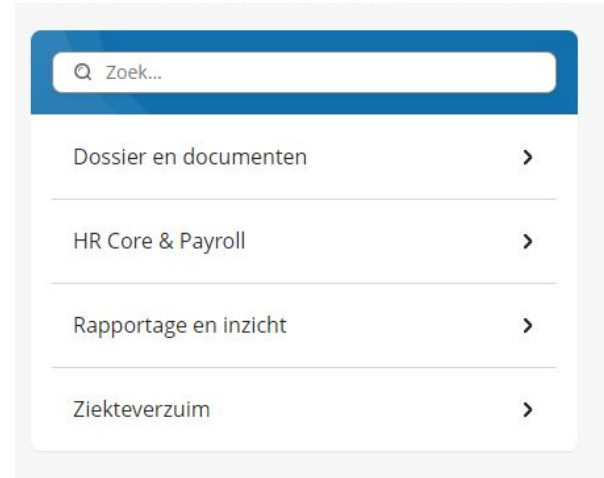 Zoek...
Dossier en documenten
HR Core & Payroll
Rapportage en inzicht
Ziekteverzuim